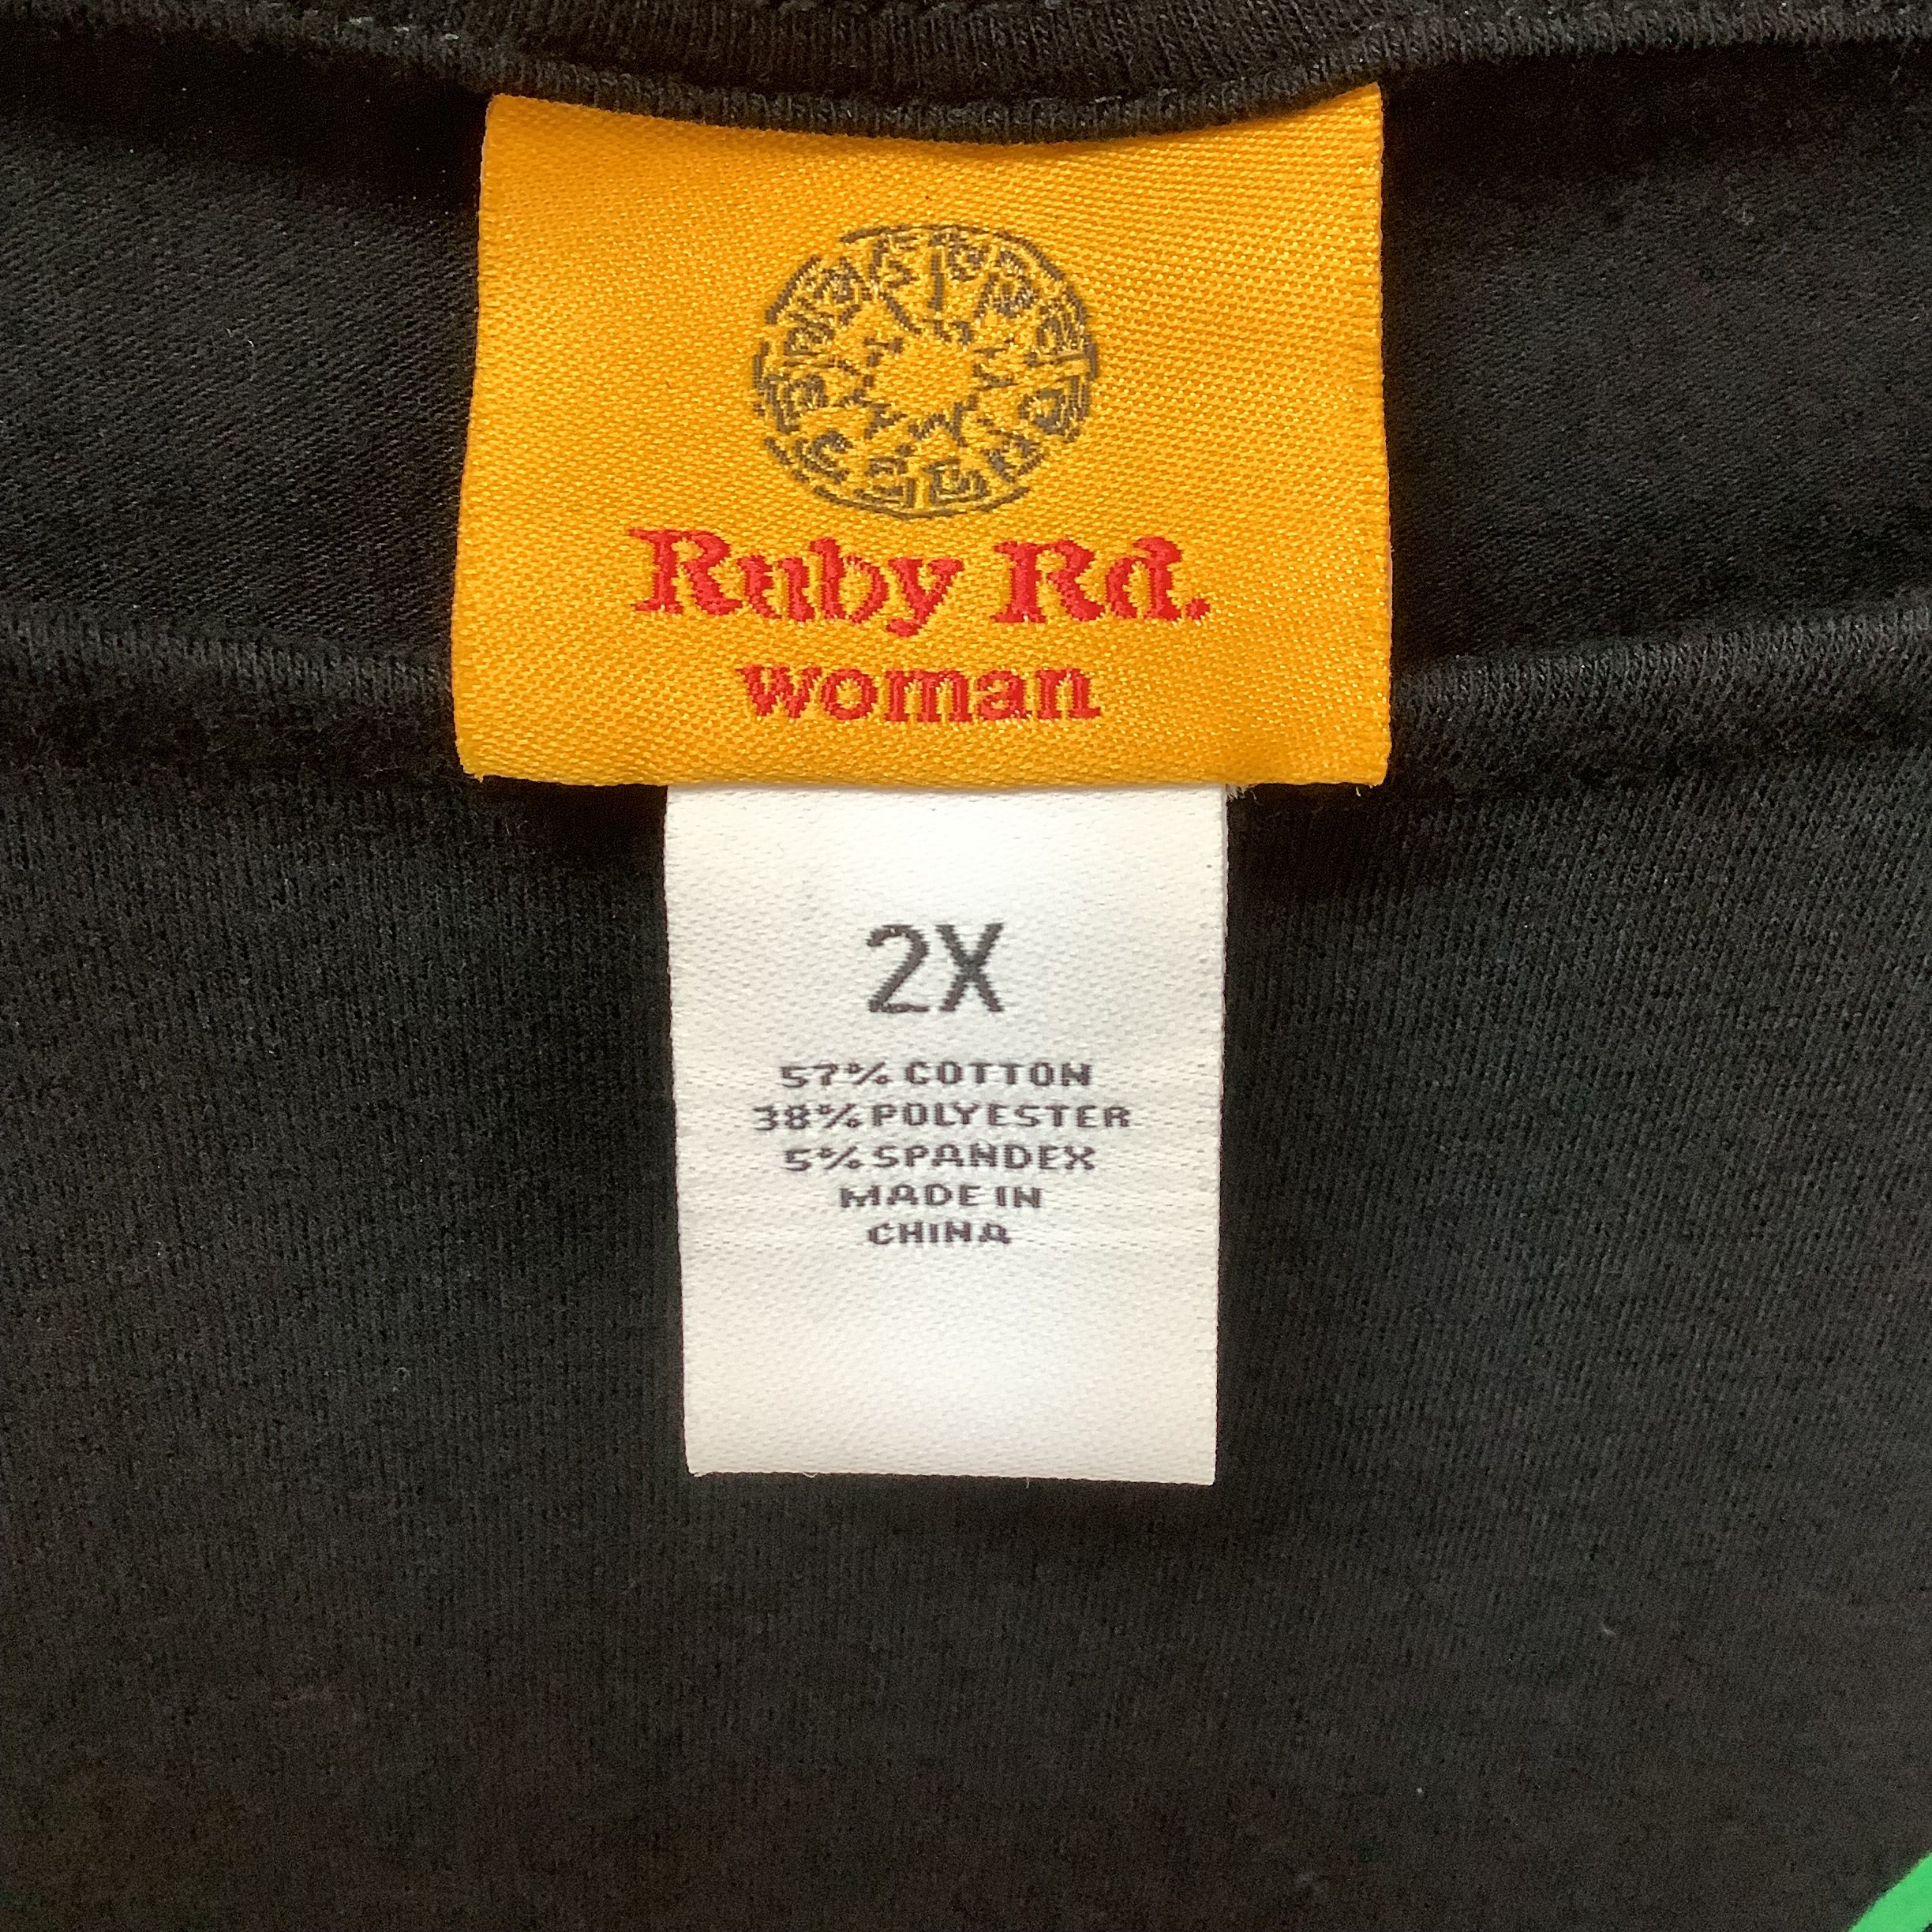 Ruby Rd.
woman
2X
57% COTTON
38% POLYESTER
5% SPANDEX
MADE IN
CHINA